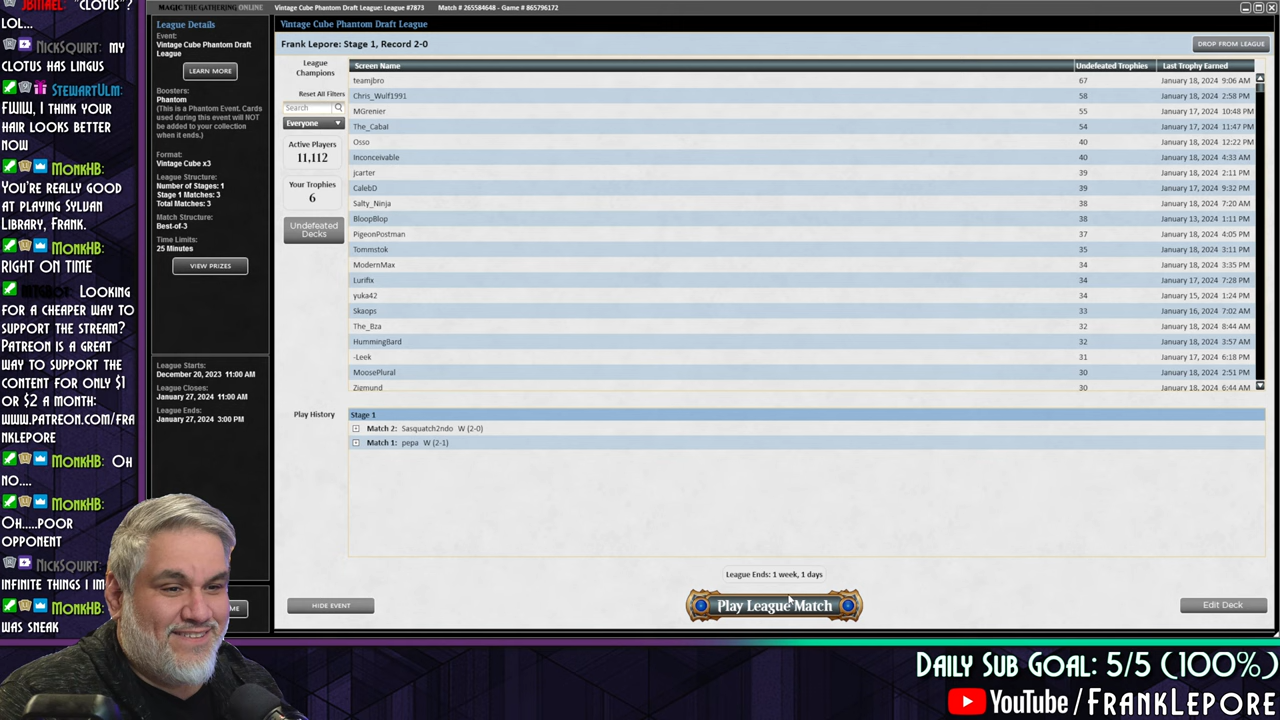 JBMAEL: "CLOTUS"?
LOL...
NICKSQUIRT: MY
CLOTUS HAS LINGUS
STEWARTULM:
FWIW, I THINK YOUR
HAIR LOOKS BETTER
NOW
MONKHB:
YOU'RE REALLY GOOD
AT PLAYING SYLVAN
LIBRARY, FRANK.
MONKHB:
RIGHT ON TIME
LOOKING
FOR A CHEAPER WAY TO
SUPPORT THE STREAM?
PATREON IS A GREAT
WAY TO SUPPORT THE
CONTENT FOR ONLY $1
OR $2 A MONTH:
WWW.PATREON.COM/FRA
NKLEPORE
MONKHB: OH
NO....
MONKHB:
OH.....POOR
OPPONENT
NICKSQUIRT:
INFINITE THINGS I IM
MONKHB:
WAS SNEAK
MAGIC THE GATHERING ONLINE
Vintage Cube Phantom Draft League: League #7873 Match # 265584648 - Game # 865796172
League Details
Event:
Vintage Cube Phantom Draft
League
LEARN MORE
Boosters:
Phantom
(This is a Phantom Event. Cards
used during this event will NOT
be added to your collection
when it ends.)
Format:
Vintage Cube x3
League Structure:
Number of Stages: 1
Stage 1 Matches: 3
Total Matches: 3
Match Structure:
Best-of-3
Time Limits:
25 Minutes
VIEW PRIZES
League Starts:
December 20, 2023 11:00 AM
League Closes:
January 27, 2024 11:00 AM
League Ends:
January 27, 2024 3:00 PM
ME
Vintage Cube Phantom Draft League
Frank Lepore: Stage 1, Record 2-0
DROP FROM LEAGUE
League
Champions
Reset All Filters
Search
Everyone
Active Players
11,112
Your Trophies
6
Undefeated
Decks
Screen Name Undefeated Trophies Last Trophy Earned
teamjbro 67 January 18, 2024 9:06 AM
Chris_Wulf1991 58 January 18, 2024 2:58 PM
MGrenier 55 January 17, 2024 10:48 PM
The_Cabal 54 January 17, 2024 11:47 PM
Osso 40 January 18, 2024 12:22 PM
Inconceivable 40 January 18, 2024 4:33 AM
jcarter 39 January 18, 2024 2:11 PM
CalebD 39 January 17, 2024 9:32 PM
Salty_Ninja 38 January 18, 2024 7:20 AM
BloopBlop 38 January 13, 2024 1:11 PM
PigeonPostman 37 January 18, 2024 4:05 PM
Tommstok 35 January 18, 2024 3:11 PM
ModernMax 34 January 18, 2024 3:35 PM
Lurifix 34 January 17, 2024 7:28 PM
yuka42 34 January 15, 2024 1:24 PM
Skaops 33 January 16, 2024 7:02 AM
The_Bza 32 January 18, 2024 8:44 AM
HummingBard 32 January 18, 2024 3:57 AM
-Leek 31 January 17, 2024 6:18 PM
MoosePlural 30 January 18, 2024 2:51 PM
Zigmund 30 January 18, 2024 6:44 AM
Play History
Stage 1
Match 2: Sasquatch2ndo W (2-0)
Match 1: pepa W (2-1)
League Ends: 1 week, 1 days
HIDE EVENT
Play League Match
Edit Deck
DAILY SUB GOAL: 5/5 (100%)
YOUTUBE/FRANKLEPORE